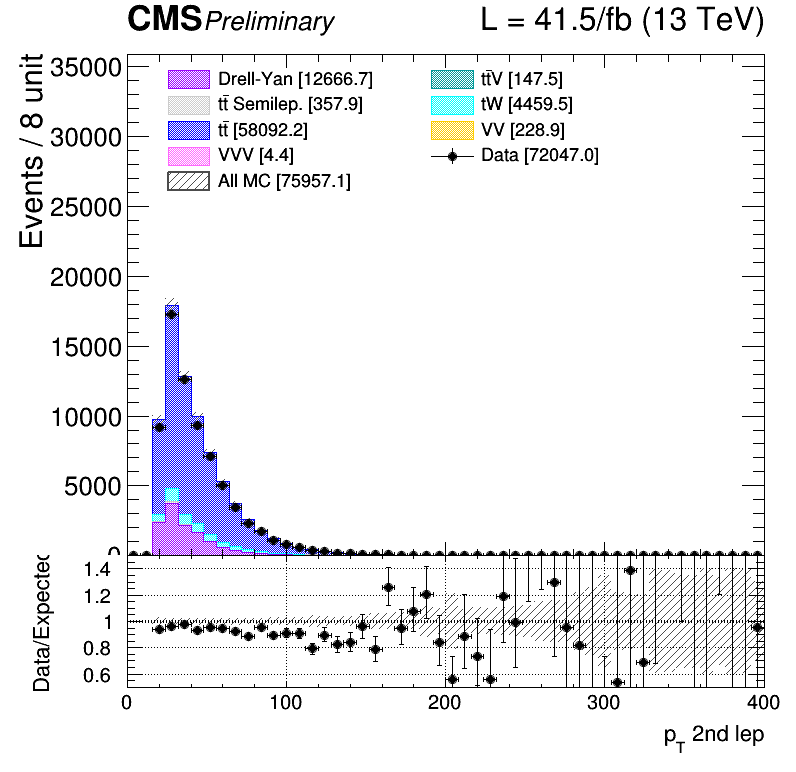 CMS Preliminary L = 41.5/fb (13 TeV)
Events / 8 unit
35000
30000
25000
20000
15000
10000
5000
0
Drell-Yan [12666.7]
tt̄ Semilep. [357.9]
tt̄ [58092.2]
VVV [4.4]
All MC [75957.1]
tt̄V [147.5]
tW [4459.5]
VV [228.9]
Data [72047.0]
Data/Expected
1.4
1.2
1
0.8
0.6
0 100 200 300 400
p_T 2nd lep